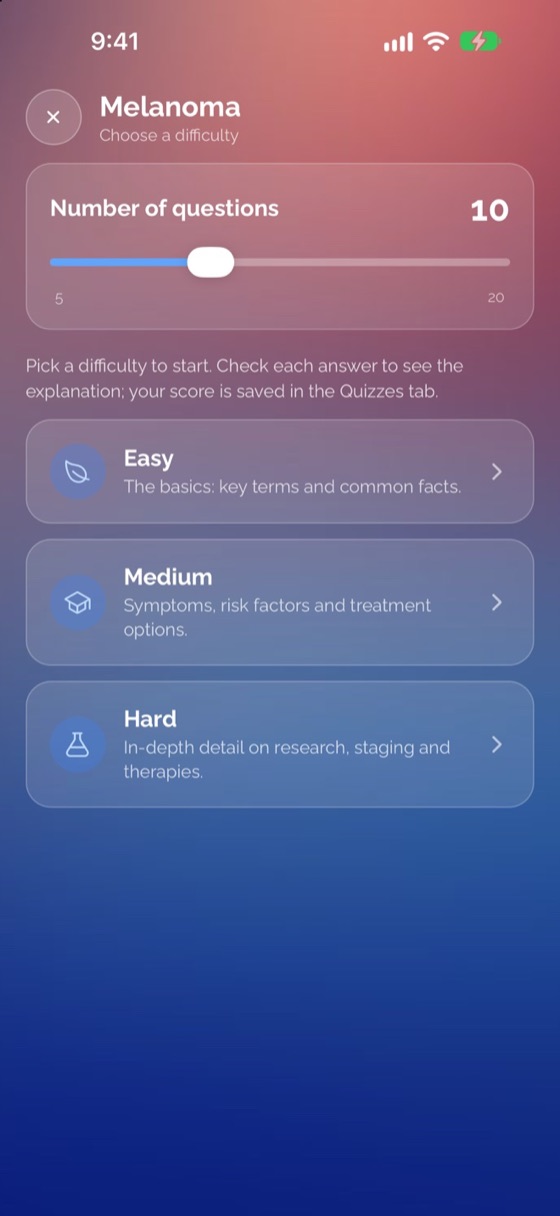 9:41
Melanoma
Choose a difficulty
Number of questions
10
5
20
Pick a difficulty to start. Check each answer to see the
explanation; your score is saved in the Quizzes tab.
Easy
The basics: key terms and common facts.
Medium
Symptoms, risk factors and treatment
options.
Hard
In-depth detail on research, staging and
therapies.